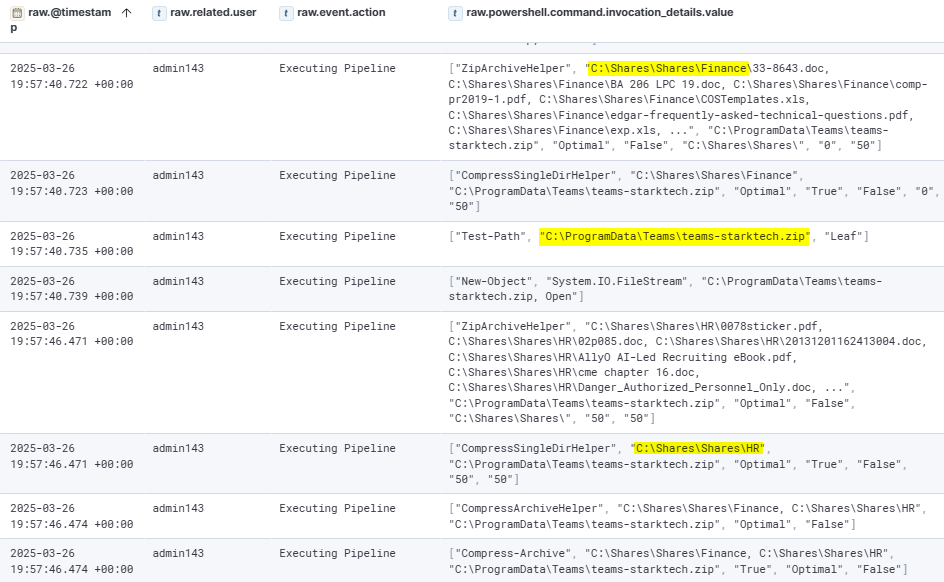 raw.@timestam
p
raw.related.user
raw.event.action
raw.powershell.command.invocation_details.value
2025-03-26
19:57:40.722 +00:00
admin143
Executing Pipeline
["ZipArchiveHelper", "C:\Shares\Shares\Finance\33-8643.doc,
C:\Shares\Shares\Finance\BA 206 LPC 19.doc, C:\Shares\Shares\Finance\comp-
pr2019-1.pdf, C:\Shares\Shares\Finance\COSTemplates.xls,
C:\Shares\Shares\Finance\edgar-frequently-asked-technical-questions.pdf,
C:\Shares\Shares\Finance\exp.xls, ...", "C:\ProgramData\Teams\teams-
starktech.zip", "Optimal", "False", "C:\Shares\Shares\", "0", "50"]
2025-03-26
19:57:40.723 +00:00
admin143
Executing Pipeline
["CompressSingleDirHelper", "C:\Shares\Shares\Finance",
"C:\ProgramData\Teams\teams-starktech.zip", "Optimal", "True", "False", "0",
"50"]
2025-03-26
19:57:40.735 +00:00
admin143
Executing Pipeline
["Test-Path", "C:\ProgramData\Teams\teams-starktech.zip", "Leaf"]
2025-03-26
19:57:40.739 +00:00
admin143
Executing Pipeline
["New-Object", "System.IO.FileStream", "C:\ProgramData\Teams\teams-
starktech.zip, Open"]
2025-03-26
19:57:46.471 +00:00
admin143
Executing Pipeline
["ZipArchiveHelper", "C:\Shares\Shares\HR\0078sticker.pdf,
C:\Shares\Shares\HR\02p085.doc, C:\Shares\Shares\HR\20131201162413004.doc,
C:\Shares\Shares\HR\AllyO AI-Led Recruiting eBook.pdf,
C:\Shares\Shares\HR\cme chapter 16.doc,
C:\Shares\Shares\HR\Danger_Authorized_Personnel_Only.doc, ...",
"C:\ProgramData\Teams\teams-starktech.zip", "Optimal", "False",
"C:\Shares\Shares\", "50", "50"]
2025-03-26
19:57:46.471 +00:00
admin143
Executing Pipeline
["CompressSingleDirHelper", "C:\Shares\Shares\HR",
"C:\ProgramData\Teams\teams-starktech.zip", "Optimal", "True", "False",
"50", "50"]
2025-03-26
19:57:46.474 +00:00
admin143
Executing Pipeline
["CompressArchiveHelper", "C:\Shares\Shares\Finance, C:\Shares\Shares\HR",
"C:\ProgramData\Teams\teams-starktech.zip", "Optimal", "False"]
2025-03-26
19:57:46.474 +00:00
admin143
Executing Pipeline
["Compress-Archive", "C:\Shares\Shares\Finance, C:\Shares\Shares\HR",
"C:\ProgramData\Teams\teams-starktech.zip", "True", "Optimal", "False"]